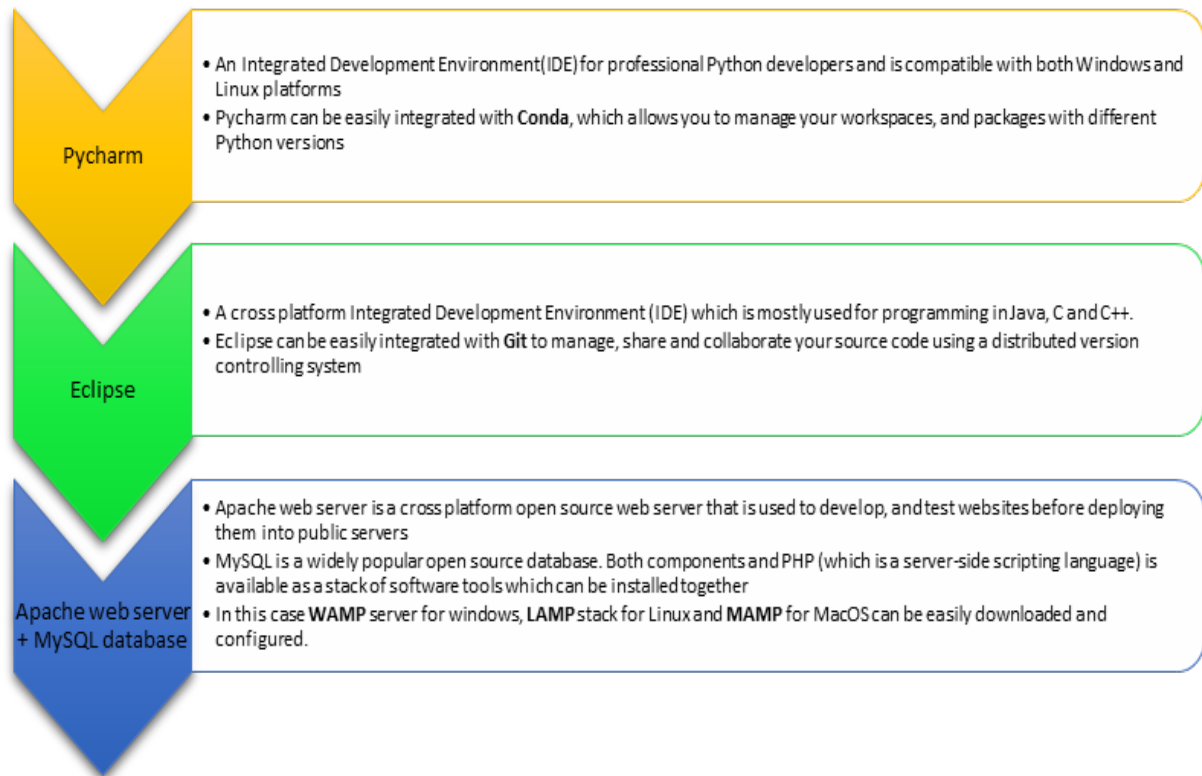 Pycharm
• An Integrated Development Environment(IDE) for professional Python developers and is compatible with both Windows and
Linux platforms
• Pycharm can be easily integrated with Conda, which allows you to manage your workspaces, and packages with different
Python versions
Eclipse
• A cross platform Integrated Development Environment (IDE) which is mostly used for programming in Java, C and C++.
• Eclipse can be easily integrated with Git to manage, share and collaborate your source code using a distributed version
controlling system
Apache web server
+ MySQL database
• Apache web server is a cross platform open source web server that is used to develop, and test websites before deploying
them into public servers
• MySQL is a widely popular open source database. Both components and PHP (which is a server-side scripting language) is
available as a stack of software tools which can be installed together
• In this case WAMP server for windows, LAMP stack for Linux and MAMP for MacOS can be easily downloaded and
configured.